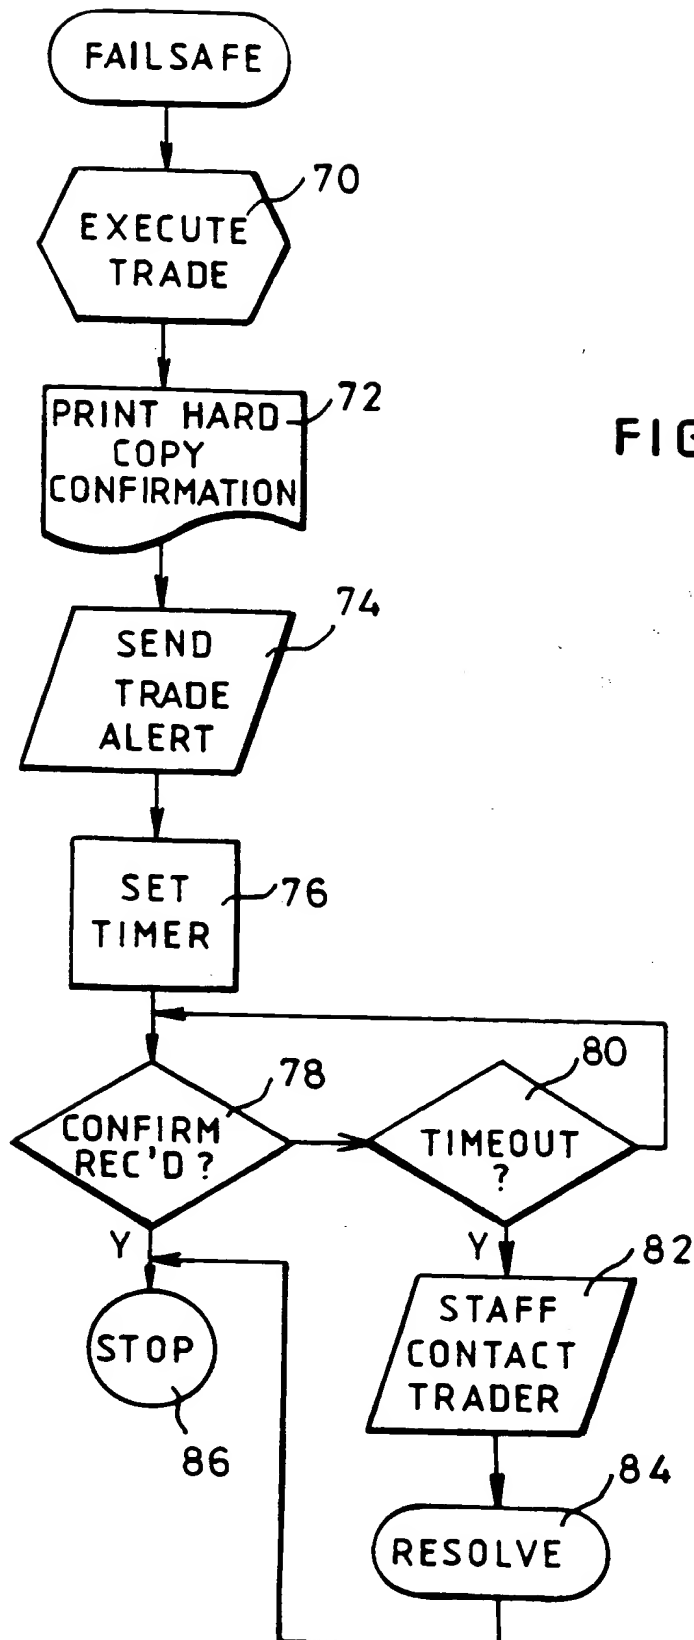 FAILSAFE
70
EXECUTE
TRADE
72
PRINT HARD
COPY
CONFIRMATION
FIG
74
SEND
TRADE
ALERT
76
SET
TIMER
78
CONFIRM
REC'D ?
80
TIMEOUT
?
Y
Y
82
STAFF
CONTACT
TRADER
STOP
86
84
RESOLVE